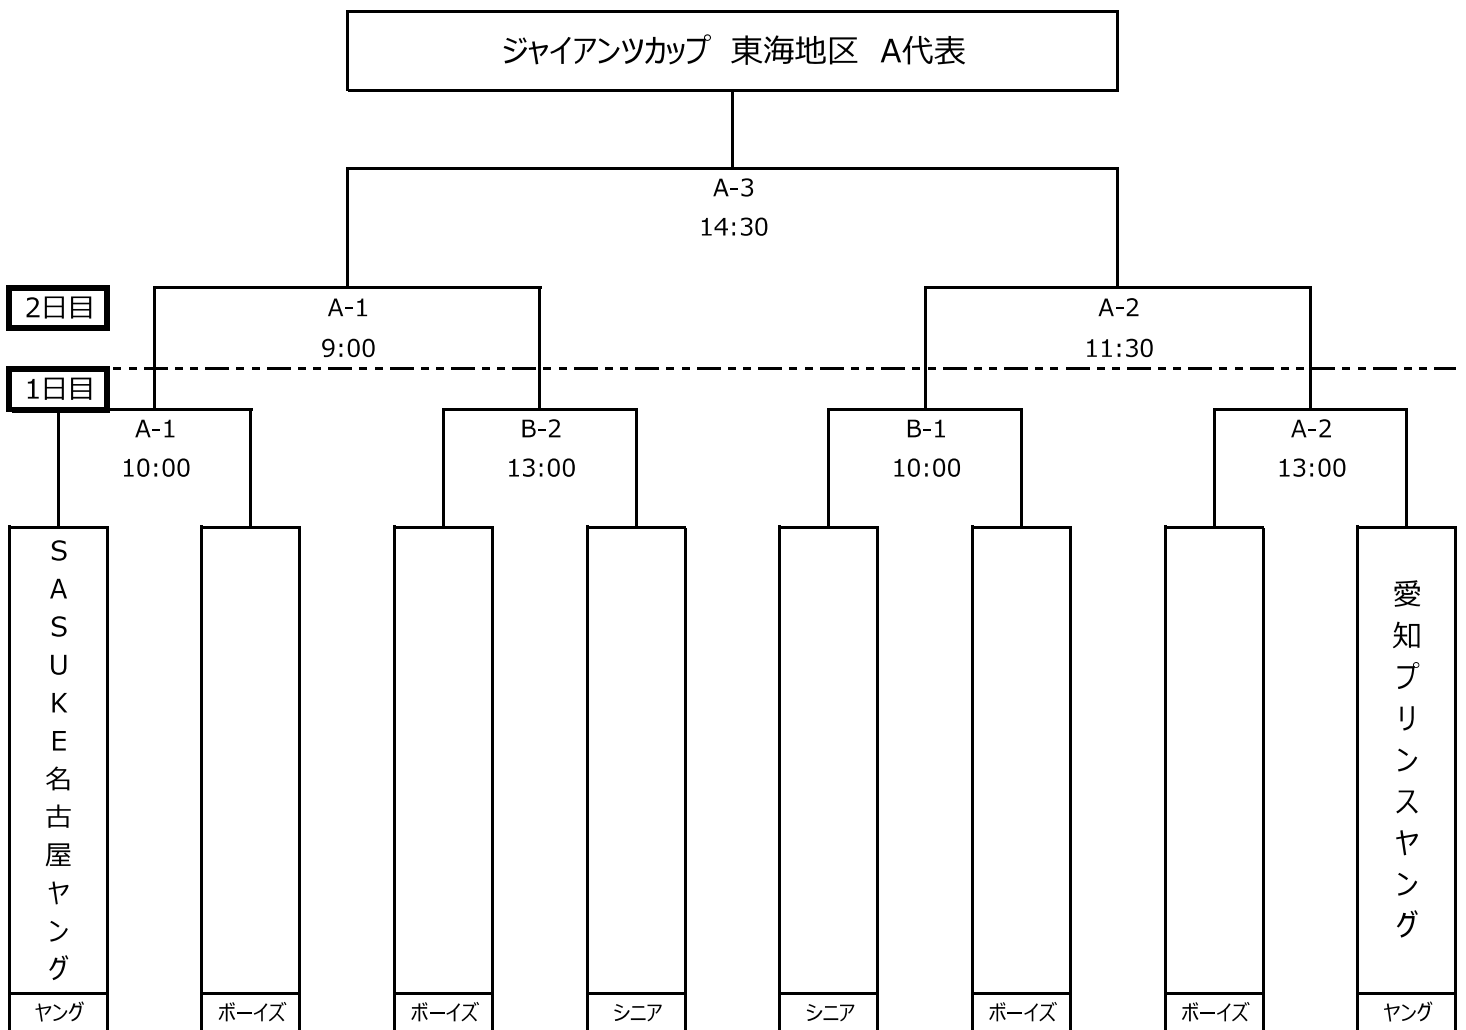 ジャイアンツカップ　東海地区　A代表
A-3
14:30
2日目
A-1
A-2
9:00
11:30
1日目
A-1
B-2
B-1
A-2
10:00
13:00
10:00
13:00
SASUKE名古屋ヤング
愛知プリンスヤング
ヤング
ボーイズ
ボーイズ
シニア
シニア
ボーイズ
ボーイズ
ヤング